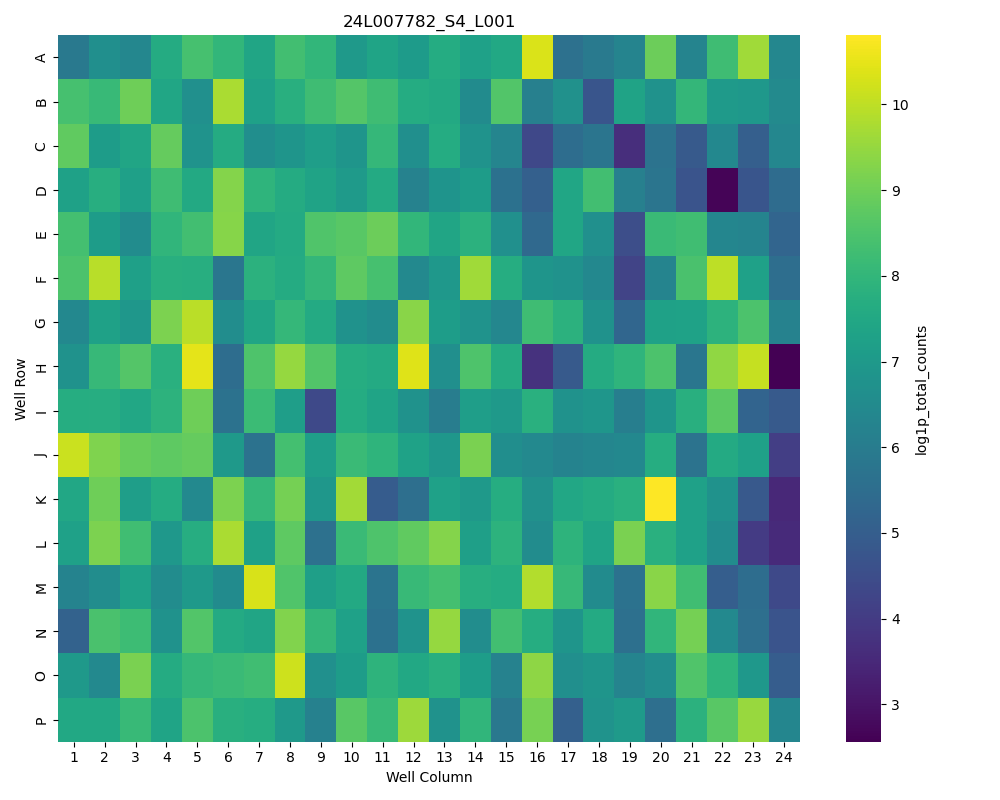 24L007782_S4_L001
A
B
C
D
E
F
G
H
I
J
K
L
M
N
O
P
Well Row
1 2 3 4 5 6 7 8 9 10 11 12 13 14 15 16 17 18 19 20 21 22 23 24
Well Column
10
9
8
7
6
5
4
3
log1p_total_counts